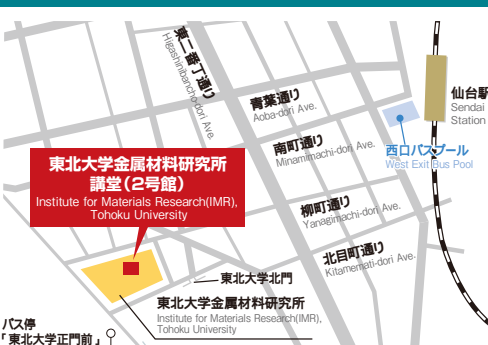 東二番丁通り
Higashinibancho-dori Ave.
青葉通り
Aoba-dori Ave.
仙台駅
Sendai
Station
南町通り
Minamimachi-dori Ave.
西口バスプール
West Exit Bus Pool
東北大学金属材料研究所
講堂（2号館）
Institute for Materials Research(IMR),
Tohoku University
柳町通り
Yanagimachi-dori Ave.
北目町通り
Kitamemati-dori Ave.
東北大学北門
東北大学金属材料研究所
Institute for Materials Research(IMR),
Tohoku University
バス停
「東北大学正門前」